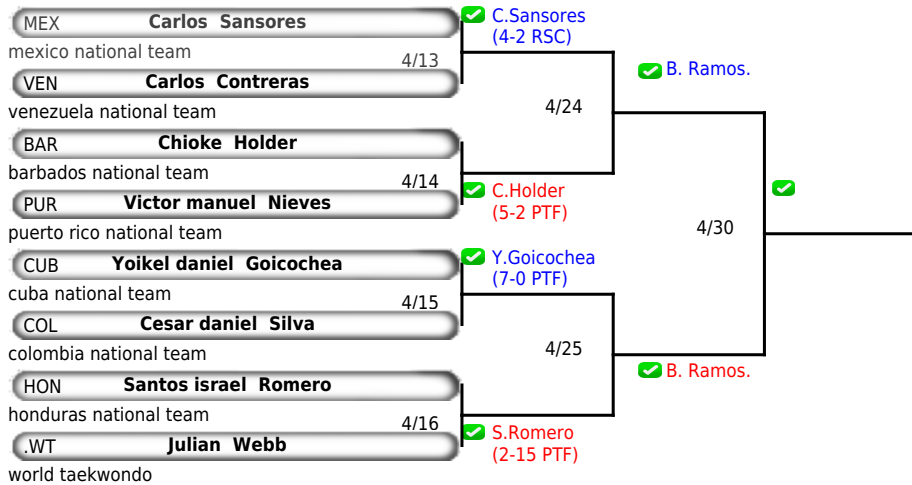 MEX Carlos Sansores
mexico national team
4/13
VEN Carlos Contreras
venezuela national team
C.Sansores
(4-2 RSC)
BAR Chioke Holder
barbados national team
4/14
PUR Victor manuel Nieves
puerto rico national team
C.Holder
(5-2 PTF)
4/24
B. Ramos.
CUB Yoikel daniel Goicochea
cuba national team
4/15
COL Cesar daniel Silva
colombia national team
Y.Goicochea
(7-0 PTF)
HON Santos israel Romero
honduras national team
4/16
.WT Julian Webb
world taekwondo
S.Romero
(2-15 PTF)
4/25
B. Ramos.
4/30